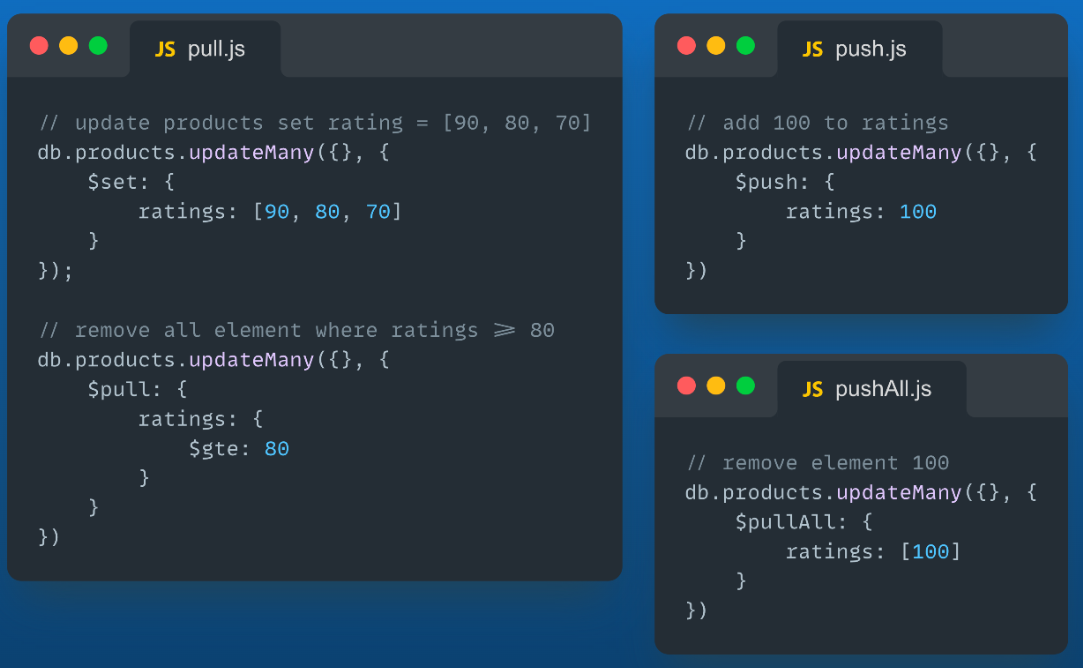 JS pull.js
// update products set rating = [90, 80, 70]
db.products.updateMany({}, {
    $set: {
        ratings: [90, 80, 70]
    }
});

// remove all element where ratings >= 80
db.products.updateMany({}, {
    $pull: {
        ratings: {
            $gte: 80
        }
    }
})

JS push.js
// add 100 to ratings
db.products.updateMany({}, {
    $push: {
        ratings: 100
    }
})

JS pushAll.js
// remove element 100
db.products.updateMany({}, {
    $pullAll: {
        ratings: [100]
    }
})